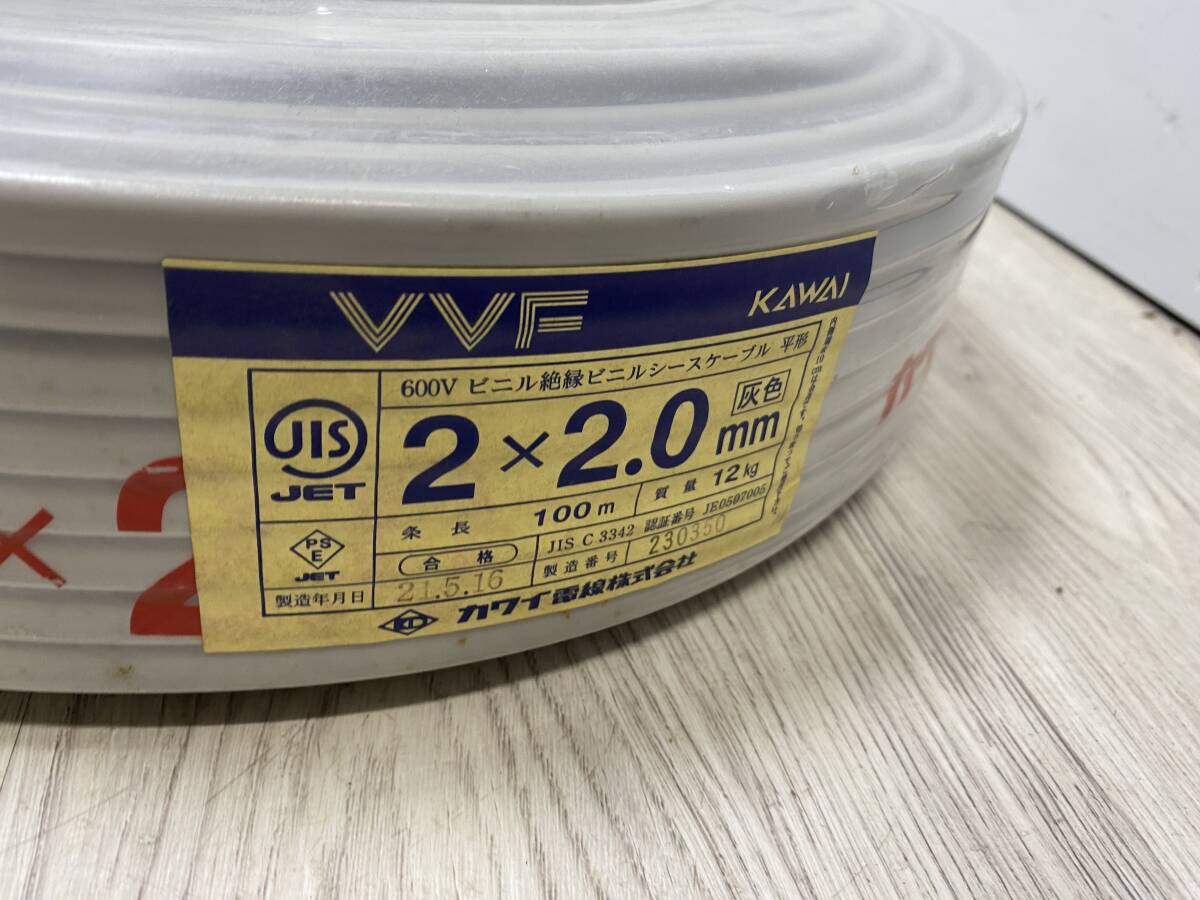 VVF KAWAI
600V ビニル絶縁ビニルシースケーブル 平形
JIS
JET
2×2.0mm 灰色
条長 100m 質量 12kg
PS
E
JET
合格 JIS C 3342 認証番号 JE0507005
製造年月日 21.5.16 製造番号 230350
カワイ電線株式会社
×2